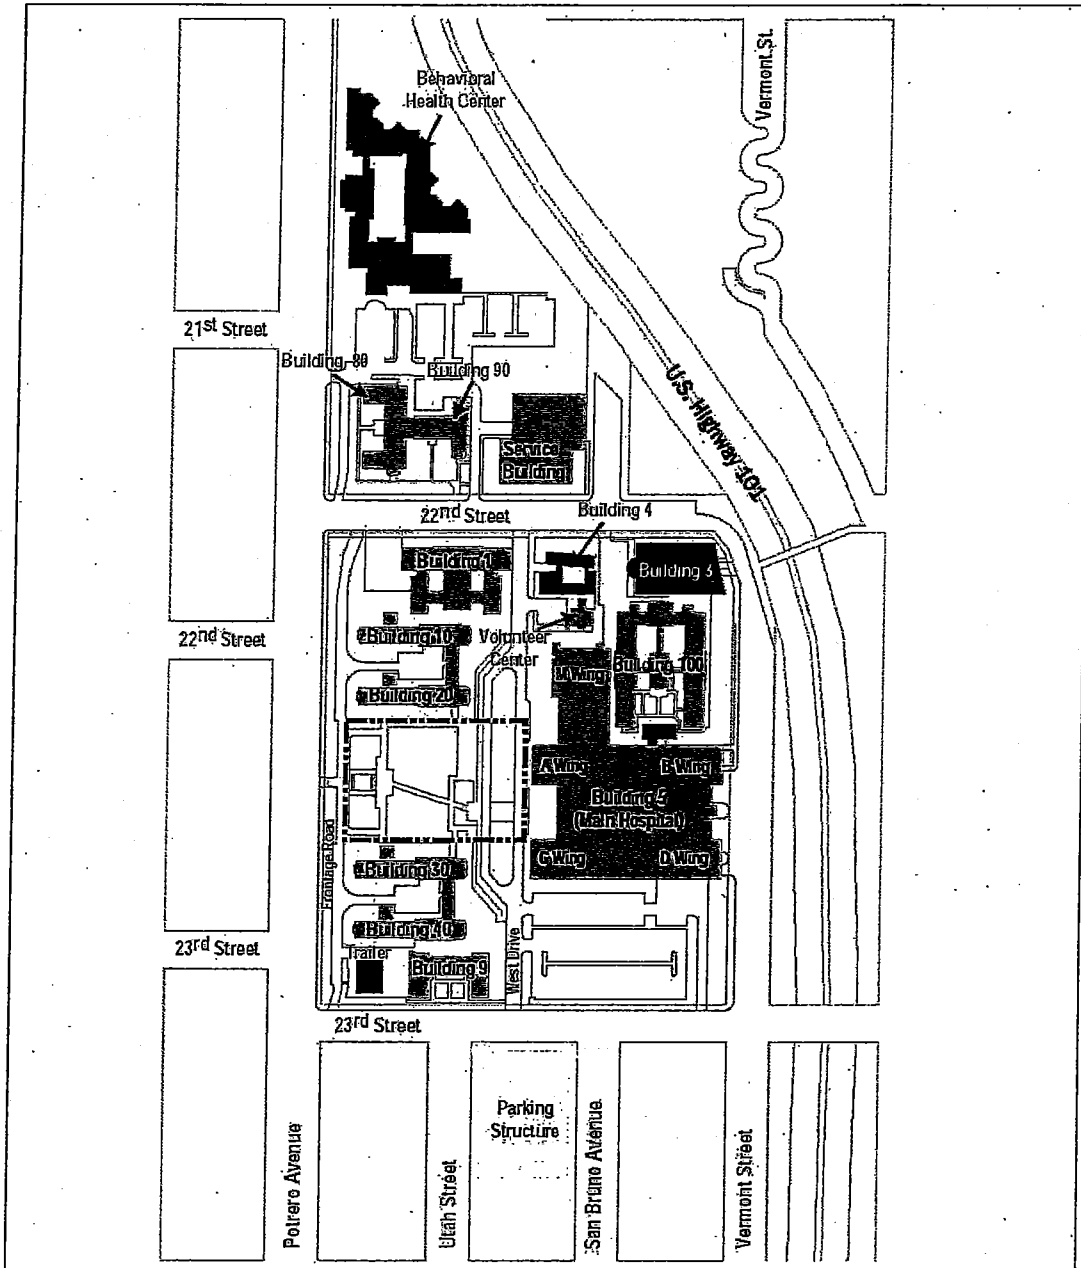 Vermont St.
Behavioral
Health Center
21st Street
Building 80
Building 90
U.S. Highway 101
Service
Building
22nd Street
Building 4
Building 1
Building 3
22nd Street
Building 10
Volunteer
Center
Building 20
M Wing
Building 100
A Wing
B Wing
Building 5
(Main Hospital)
C Wing
D Wing
Frontage Road
Building 30
Building 40
23rd Street
Trailer
Building 9
West Drive
23rd Street
Parking
Structure
Potrero Avenue
Utah Street
San Bruno Avenue
Vermont Street